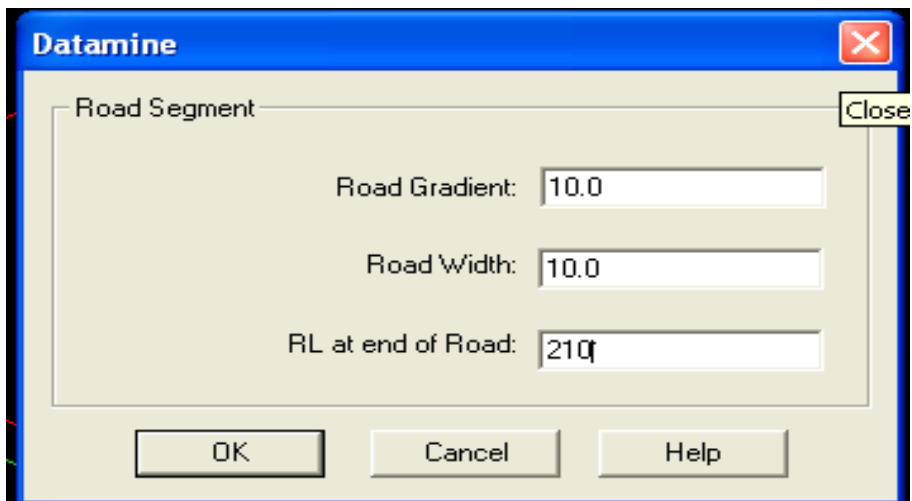 Datamine
Road Segment
Close
Road Gradient: 10.0
Road Width: 10.0
RL at end of Road: 210
OK Cancel Help